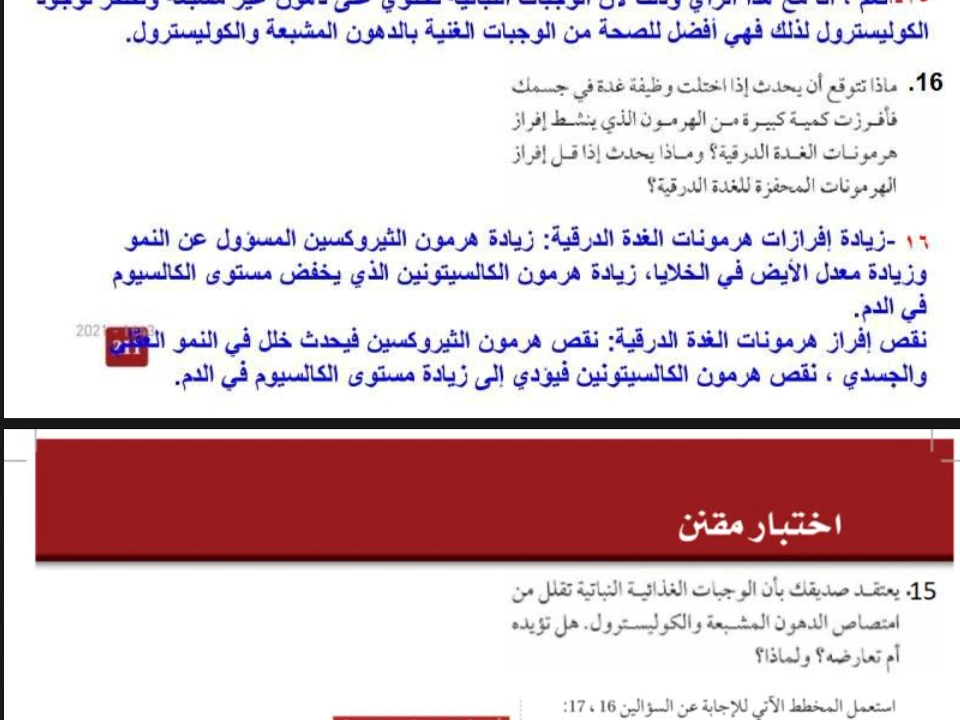 الكوليسترول لذلك فهي أفضل للصحة من الوجبات الغنية بالدهون المشبعة والكوليسترول.
16. ماذا تتوقع أن يحدث إذا اختلت وظيفة غدة في جسمك
فأفرزت كمية كبيرة من الهرمون الذي ينشط إفراز
هرمونات الغدة الدرقية؟ وماذا يحدث إذا قل إفراز
الهرمونات المحفزة للغدة الدرقية؟
١٦ -زيادة إفرازات هرمونات الغدة الدرقية: زيادة هرمون الثيروكسين المسؤول عن النمو
وزيادة معدل الأيض في الخلايا، زيادة هرمون الكالسيتونين الذي يخفض مستوى الكالسيوم
في الدم.
نقص إفراز هرمونات الغدة الدرقية: نقص هرمون الثيروكسين فيحدث خلل في النمو العقلي
والجسدي ، نقص هرمون الكالسيتونين فيؤدي إلى زيادة مستوى الكالسيوم في الدم.
2021
اختبار مقنن
15. يعتقد صديقك بأن الوجبات الغذائية النباتية تقلل من
امتصاص الدهون المشبعة والكوليسترول. هل تؤيده
أم تعارضه؟ ولماذا؟
استعمل المخطط الآتي للإجابة عن السؤالين 16 ، 17: